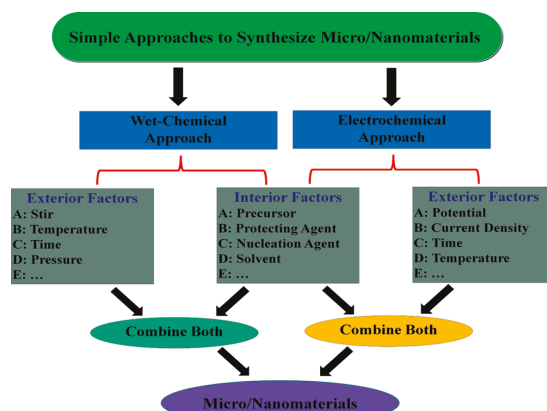 Simple Approaches to Synthesize Micro/Nanomaterials
Wet-Chemical
Approach
Electrochemical
Approach
Exterior Factors
A: Stir
B: Temperature
C: Time
D: Pressure
E: ...
Interior Factors
A: Precursor
B: Protecting Agent
C: Nucleation Agent
D: Solvent
E: ...
Exterior Factors
A: Potential
B: Current Density
C: Time
D: Temperature
E: ...
Combine Both
Combine Both
Micro/Nanomaterials